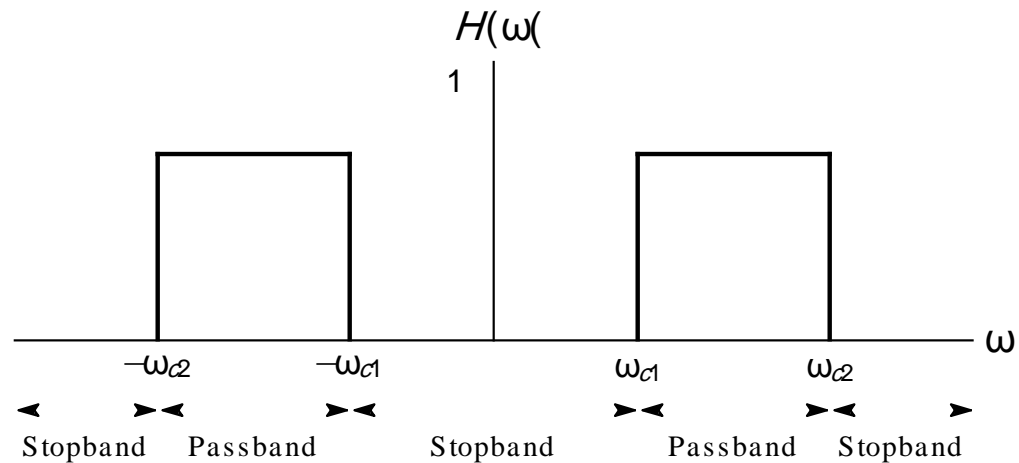 H(ω(
1
ω
−ωc2 −ωc1 ωc1 ωc2
Stopband Passband Stopband Passband Stopband